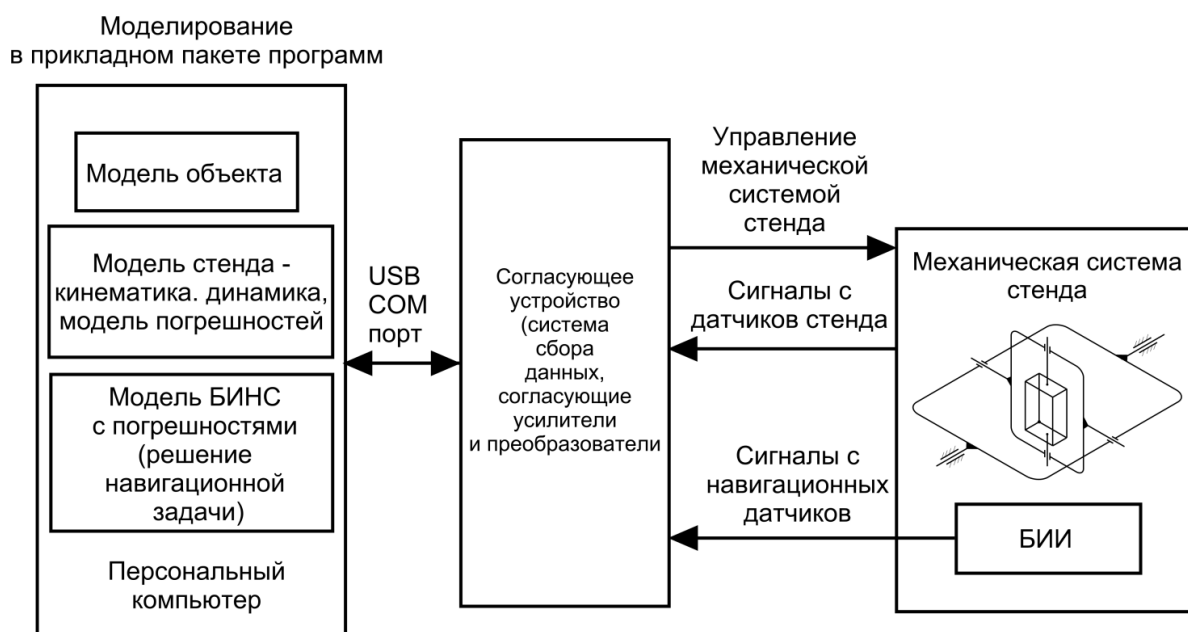 Моделирование
в прикладном пакете программ
Модель объекта
Модель стенда -
кинематика. динамика,
модель погрешностей
Модель БИНС
с погрешностями
(решение
навигационной
задачи)
Персональный
компьютер
USB
COM
порт
Согласующее
устройство
(система
сбора
данных,
согласующие
усилители
и преобразователи
Управление
механической
системой
стенда
Сигналы с
датчиков стенда
Сигналы с
навигационных
датчиков
Механическая система
стенда
БИИ